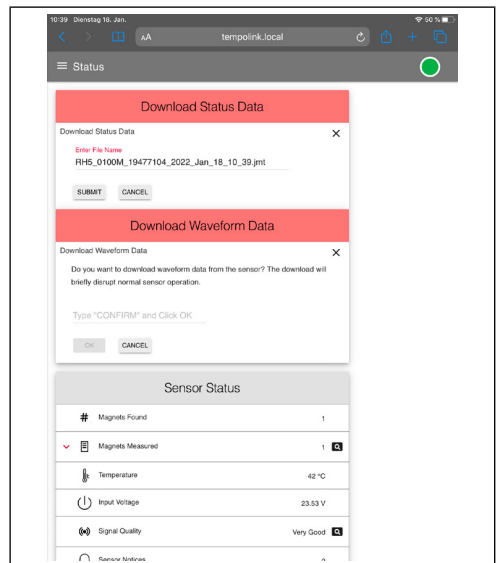 10:39 Dienstag 18. Jan.
50 %
AA
tempolink.local
Status
Download Status Data
Download Status Data
Enter File Name
RH5_0100M_19477104_2022_Jan_18_10_39.jmt
SUBMIT CANCEL
Download Waveform Data
Download Waveform Data
Do you want to download waveform data from the sensor? The download will
briefly disrupt normal sensor operation.
Type "CONFIRM" and Click OK
OK CANCEL
Sensor Status
# Magnets Found 1
Magnets Measured 1
Temperature 42 °C
Input Voltage 23.53 V
Signal Quality Very Good
Sensor Notices